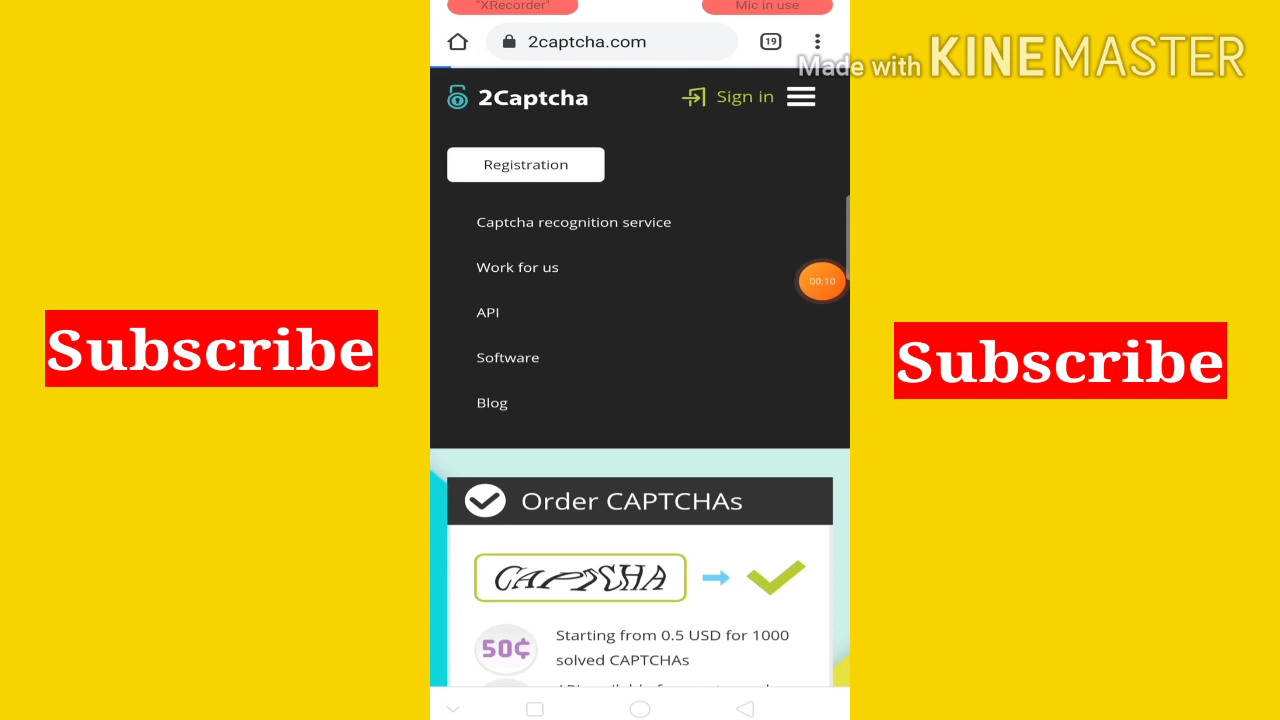 "XRecorder"
Mic in use
2captcha.com
19
Made with KINEMASTER
2Captcha
Sign in
Registration
Captcha recognition service
Work for us
00:10
API
Subscribe
Subscribe
Software
Blog
Order CAPTCHAs
CAPTCHA
50¢
Starting from 0.5 USD for 1000
solved CAPTCHAs